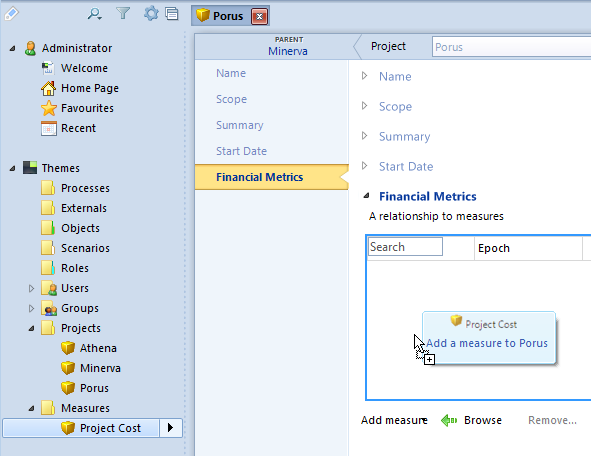 Administrator
Welcome
Home Page
Favourites
Recent
Themes
Processes
Externals
Objects
Scenarios
Roles
Users
Groups
Projects
Athena
Minerva
Porus
Measures
Project Cost
Porus
PARENT
Minerva
Project
Porus
Name
Scope
Summary
Start Date
Financial Metrics
Name
Scope
Summary
Start Date
Financial Metrics
A relationship to measures
Search
Epoch
Project Cost
Add a measure to Porus
Add measure
Browse
Remove...